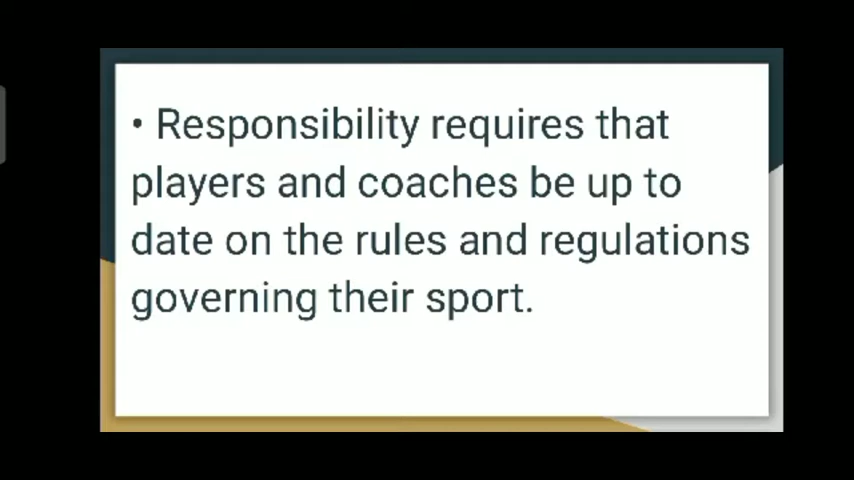 • Responsibility requires that
players and coaches be up to
date on the rules and regulations
governing their sport.